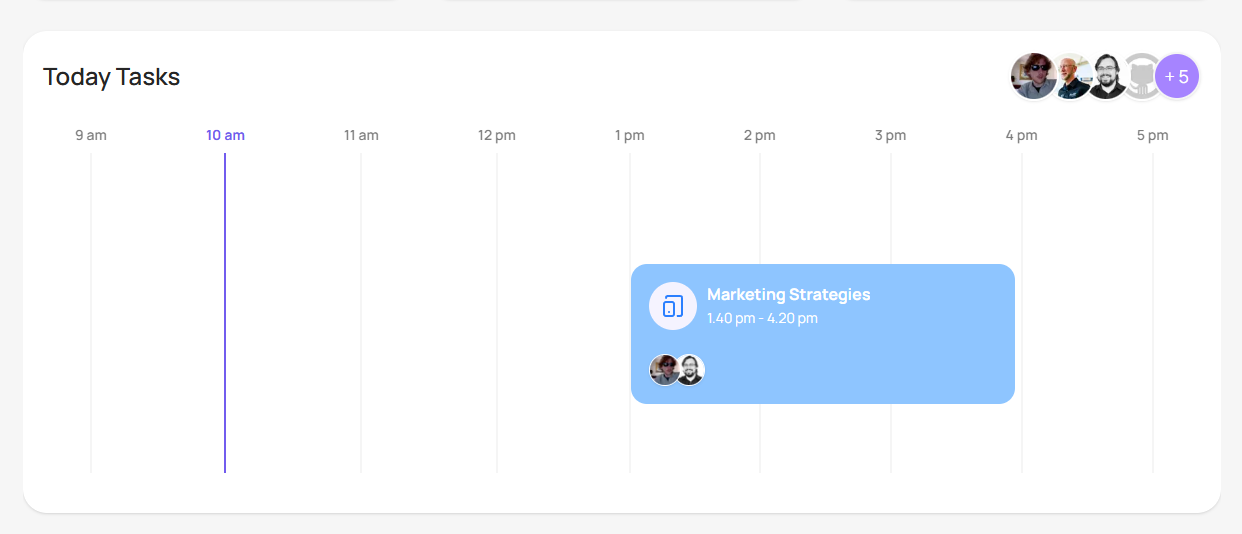 Today Tasks
+ 5
9 am 10 am 11 am 12 pm 1 pm 2 pm 3 pm 4 pm 5 pm
Marketing Strategies
1.40 pm - 4.20 pm